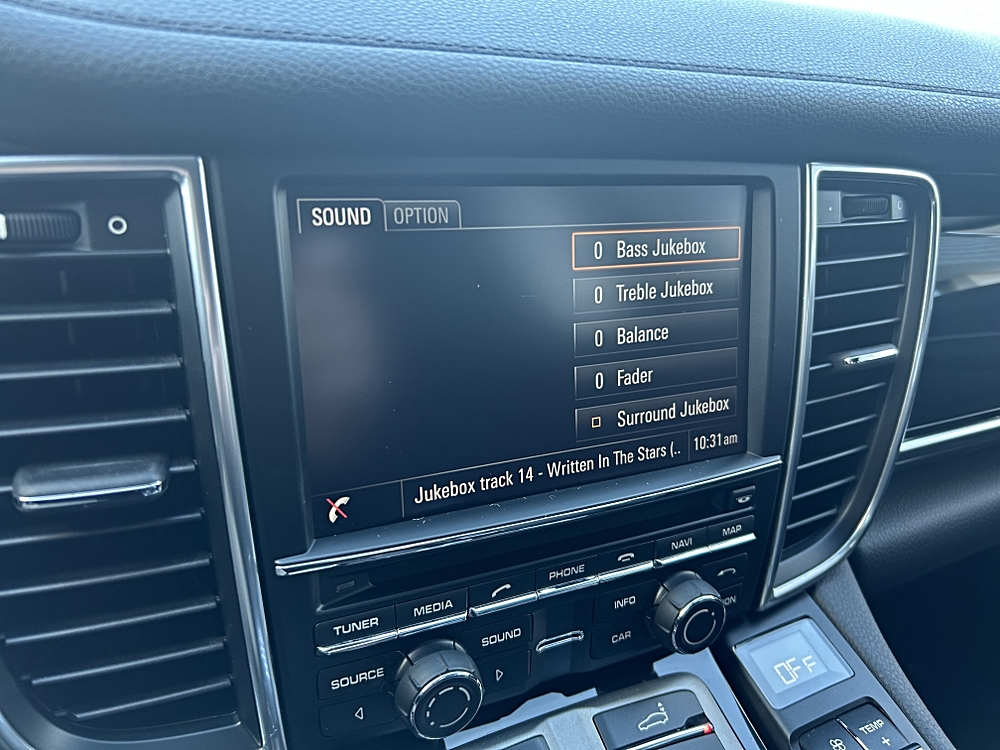 SOUND OPTION
0 Bass Jukebox
0 Treble Jukebox
0 Balance
0 Fader
Surround Jukebox
Jukebox track 14 - Written In The Stars (.. 10:31am
TUNER MEDIA PHONE NAVI MAP
SOURCE SOUND INFO
CAR
OFF
TEMP
+